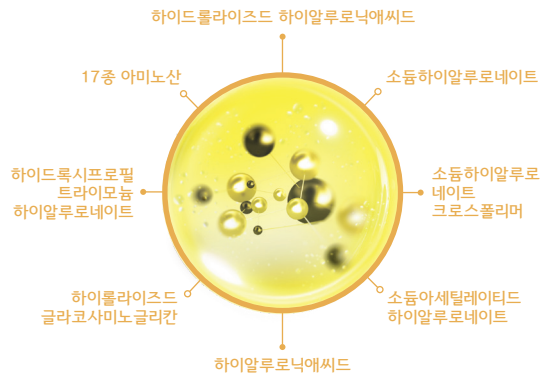 하이드롤라이즈드 하이알루로닉애씨드
17종 아미노산
소듐하이알루로네이트
하이드록시프로필
트라이모늄
하이알루로네이트
소듐하이알루로
네이트
크로스폴리머
하이롤라이즈드
글라코사미노글리칸
소듐아세틸레이티드
하이알루로네이트
하이알루로닉애씨드